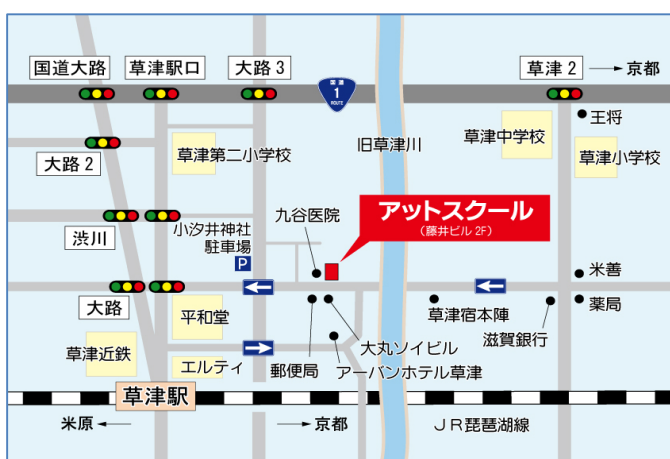 国道大路
草津駅口
大路3
国道
1
ROUTE
草津2
京都
王将
大路2
草津第二小学校
旧草津川
草津中学校
草津小学校
渋川
小汐井神社
駐車場
P
九谷医院
アットスクール
(藤井ビル 2F)
米善
大路
平和堂
草津宿本陣
滋賀銀行
薬局
草津近鉄
エルティ
郵便局
大丸ソイビル
アーバンホテル草津
草津駅
米原
京都
JR琵琶湖線